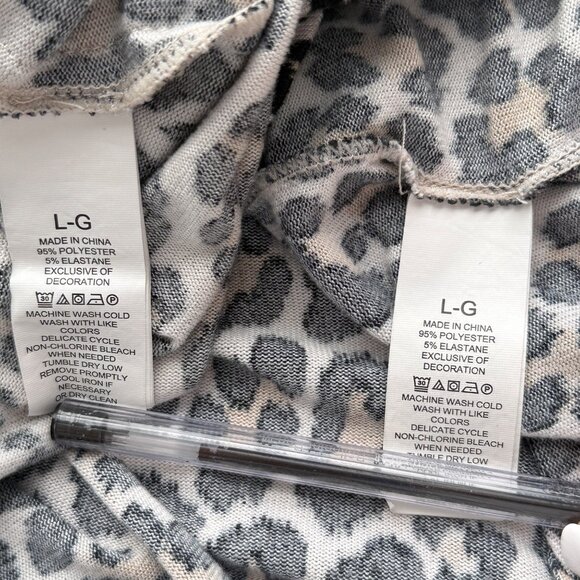 L-G
MADE IN CHINA
95% POLYESTER
5% ELASTANE
EXCLUSIVE OF
DECORATION
30 P
MACHINE WASH COLD
WASH WITH LIKE
COLORS
DELICATE CYCLE
NON-CHLORINE BLEACH
WHEN NEEDED
TUMBLE DRY LOW
REMOVE PROMPTLY
COOL IRON IF
NECESSARY
OR DRY CLEAN
L-G
MADE IN CHINA
95% POLYESTER
5% ELASTANE
EXCLUSIVE OF
DECORATION
30 P
MACHINE WASH COLD
WASH WITH LIKE
COLORS
DELICATE CYCLE
NON-CHLORINE BLEACH
WHEN NEEDED
TUMBLE DRY LOW